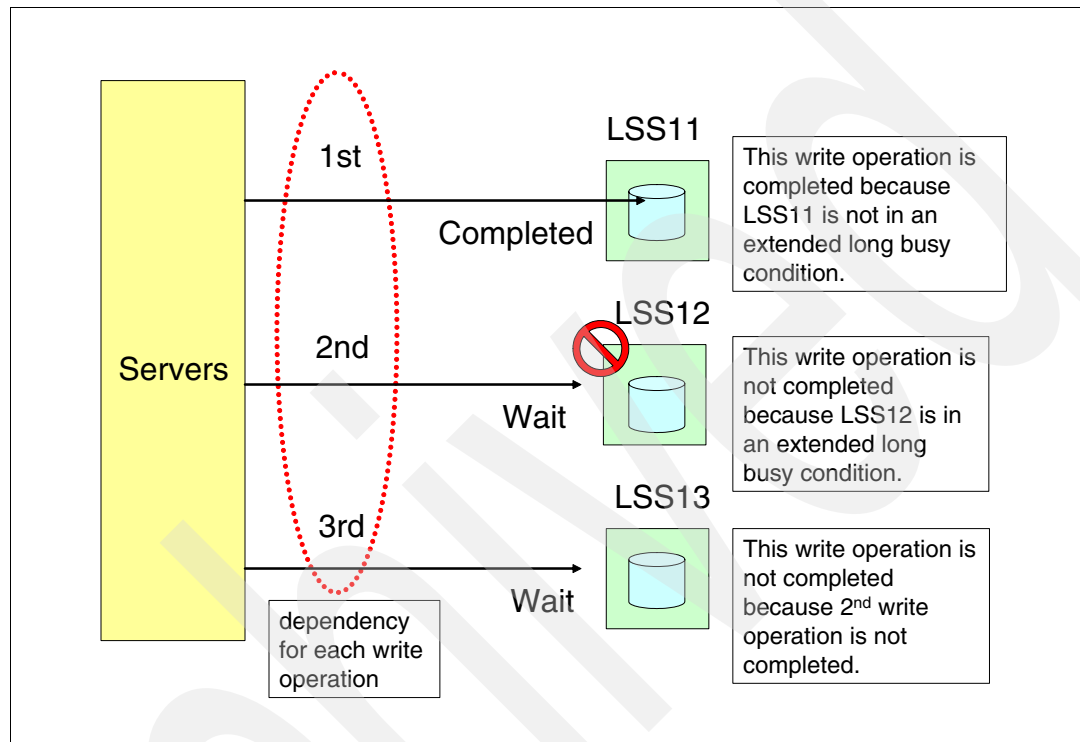 Servers
1st
Completed
LSS11
This write operation is
completed because
LSS11 is not in an
extended long busy
condition.
2nd
Wait
LSS12
This write operation is
not completed
because LSS12 is in
an extended long
busy condition.
3rd
Wait
LSS13
This write operation is
not completed
because 2nd write
operation is not
completed.
dependency
for each write
operation